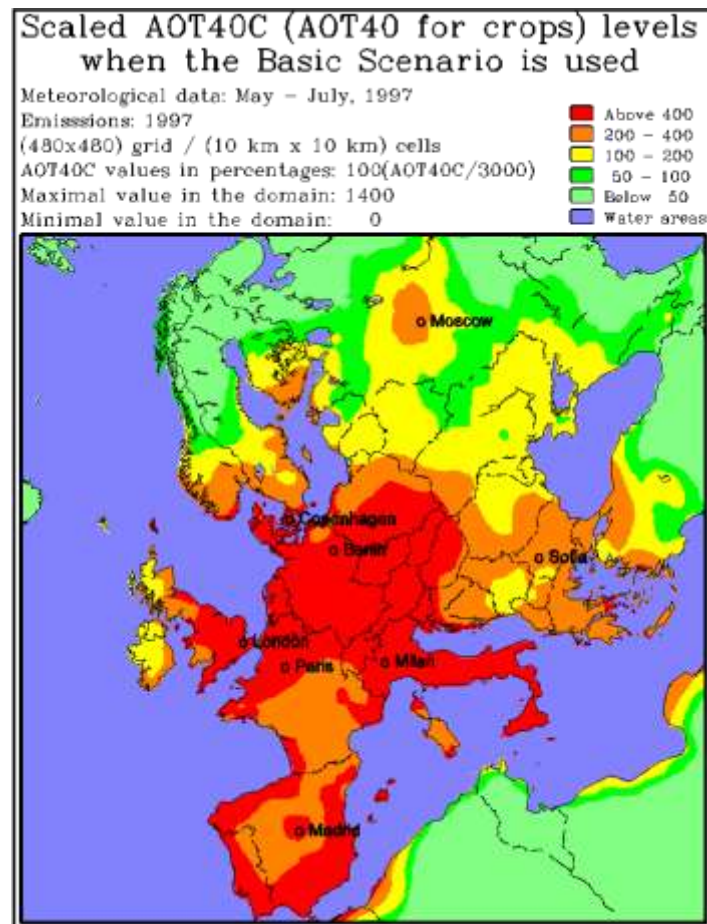 Scaled AOT40C (AOT40 for crops) levels
when the Basic Scenario is used
Meteorological data: May – July, 1997
Emisssions: 1997
(480x480) grid / (10 km x 10 km) cells
AOT40C values in percentages: 100(AOT40C/3000)
Maximal value in the domain: 1400
Minimal value in the domain: 0
Above 400
200 – 400
100 – 200
50 – 100
Below 50
Water areas
Moscow
Copenhagen
Berlin
Sofia
London
Paris
Milan
Madrid